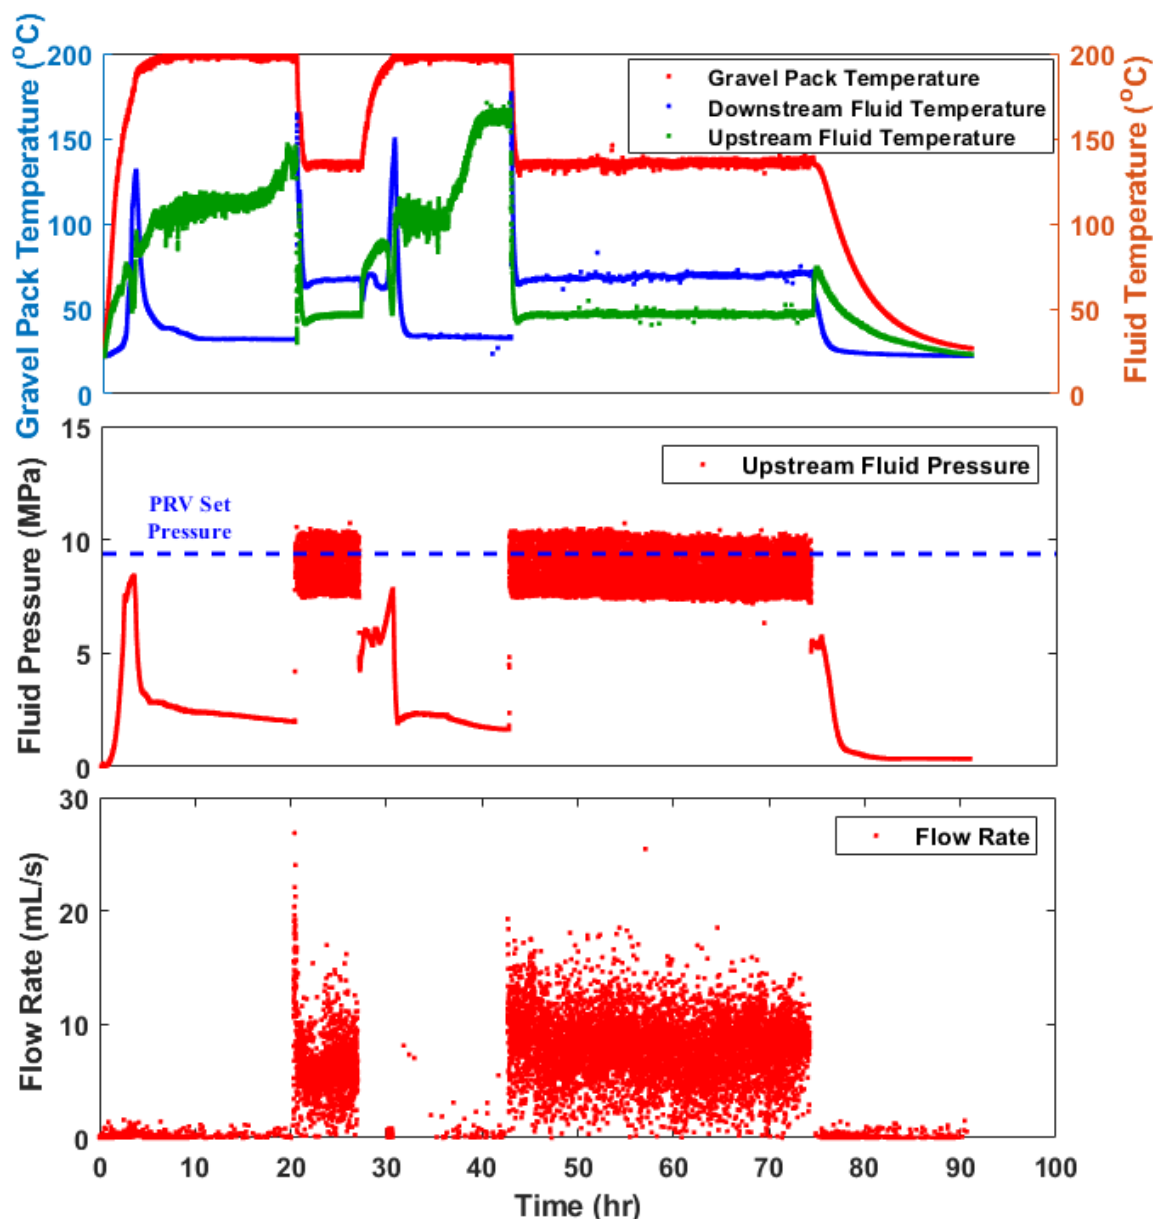 Gravel Pack Temperature (°C)
200
150
100
50
0
Gravel Pack Temperature
Downstream Fluid Temperature
Upstream Fluid Temperature
200
150
100
50
0
Fluid Temperature (°C)
Fluid Pressure (MPa)
15
10
5
0
PRV Set
Pressure
Upstream Fluid Pressure
Flow Rate (mL/s)
30
20
10
0
Flow Rate
0 10 20 30 40 50 60 70 80 90 100
Time (hr)